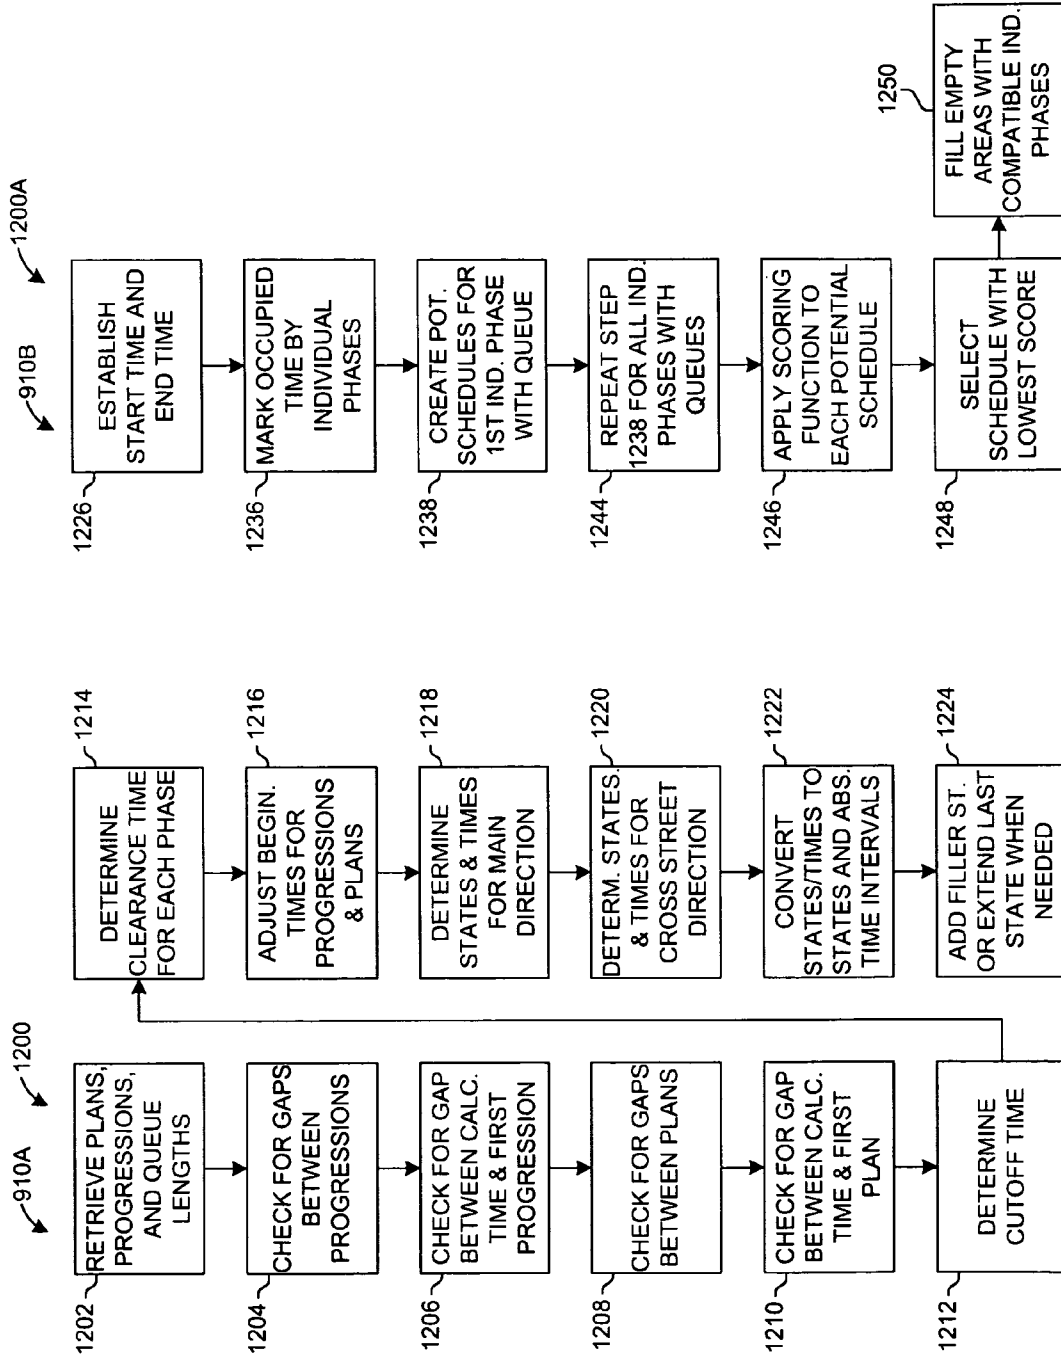 910A
1200
1202
RETRIEVE PLANS,
PROGRESSIONS,
AND QUEUE
LENGTHS
1204
CHECK FOR GAPS
BETWEEN
PROGRESSIONS
1206
CHECK FOR GAP
BETWEEN CALC.
TIME & FIRST
PROGRESSION
1208
CHECK FOR GAPS
BETWEEN PLANS
1210
CHECK FOR GAP
BETWEEN CALC.
TIME & FIRST
PLAN
1212
DETERMINE
CUTOFF TIME
1214
DETERMINE
CLEARANCE TIME
FOR EACH PHASE
1216
ADJUST BEGIN.
TIMES FOR
PROGRESSIONS
& PLANS
1218
DETERMINE
STATES & TIMES
FOR MAIN
DIRECTION
1220
DETERM. STATES.
& TIMES FOR
CROSS STREET
DIRECTION
1222
CONVERT
STATES/TIMES TO
STATES AND ABS.
TIME INTERVALS
1224
ADD FILLER ST.
OR EXTEND LAST
STATE WHEN
NEEDED
910B
1200A
1226
ESTABLISH
START TIME AND
END TIME
1236
MARK OCCUPIED
TIME BY
INDIVIDUAL
PHASES
1238
CREATE POT.
SCHEDULES FOR
1ST IND. PHASE
WITH QUEUE
1244
REPEAT STEP
1238 FOR ALL IND.
PHASES WITH
QUEUES
1246
APPLY SCORING
FUNCTION TO
EACH POTENTIAL
SCHEDULE
1248
SELECT
SCHEDULE WITH
LOWEST SCORE
1250
FILL EMPTY
AREAS WITH
COMPATIBLE IND.
PHASES